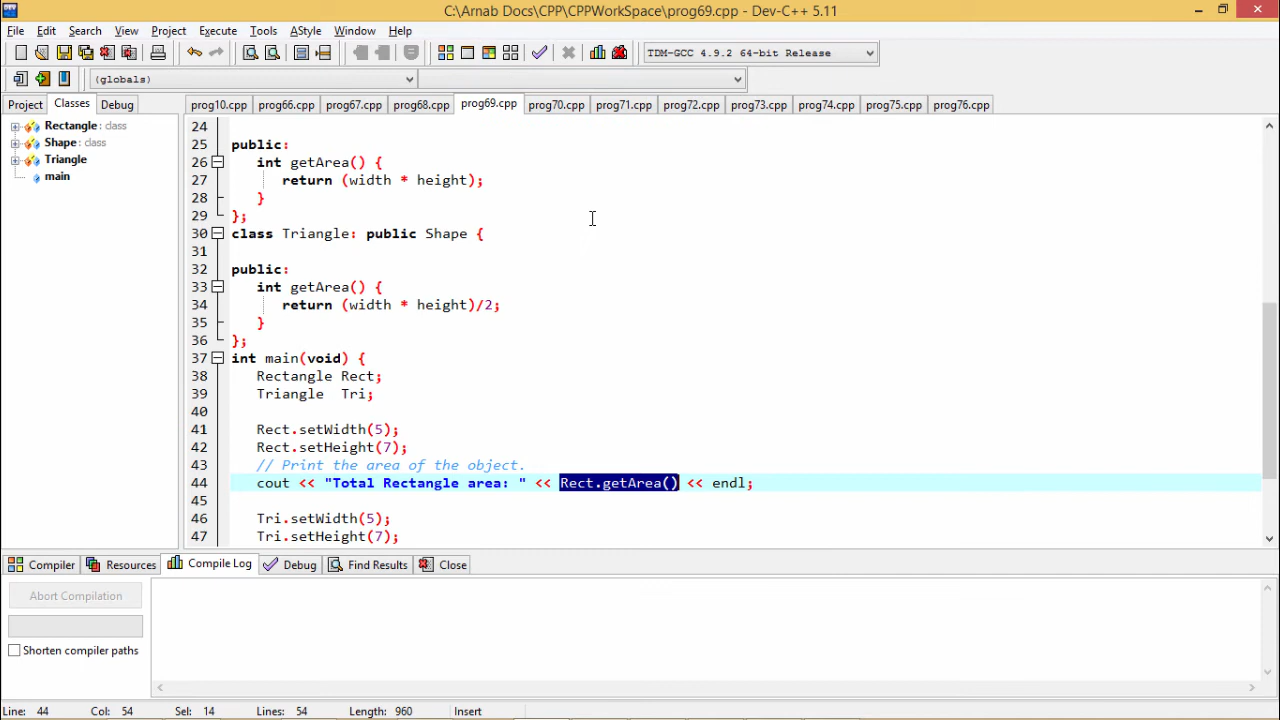 C:\Arnab Docs\CPP\CPPWorkSpace\prog69.cpp - Dev-C++ 5.11
File Edit Search View Project Execute Tools AStyle Window Help
TDM-GCC 4.9.2 64-bit Release
(globals)
Project Classes Debug prog10.cpp prog66.cpp prog67.cpp prog68.cpp prog69.cpp prog70.cpp prog71.cpp prog72.cpp prog73.cpp prog74.cpp prog75.cpp prog76.cpp
Rectangle : class
Shape : class
Triangle
main
24
25 public:
26 int getArea() {
27 return (width * height);
28 }
29 };
30 class Triangle: public Shape {
31
32 public:
33 int getArea() {
34 return (width * height)/2;
35 }
36 };
37 int main(void) {
38 Rectangle Rect;
39 Triangle  Tri;
40
41 Rect.setWidth(5);
42 Rect.setHeight(7);
43 // Print the area of the object.
44 cout << "Total Rectangle area: " << Rect.getArea() << endl;
45
46 Tri.setWidth(5);
47 Tri.setHeight(7);
Compiler Resources Compile Log Debug Find Results Close
Abort Compilation
Shorten compiler paths
Line: 44 Col: 54 Sel: 14 Lines: 54 Length: 960 Insert